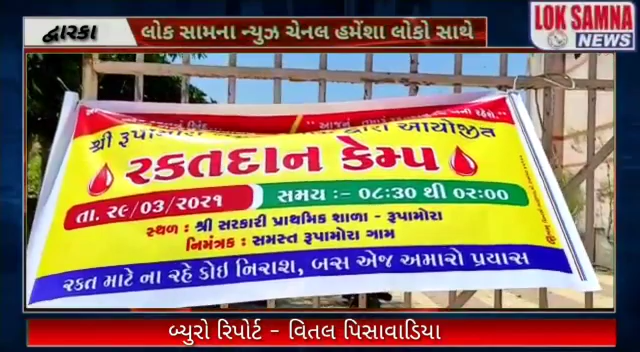 દ્વારકા
લોક સામના ન્યુઝ ચેનલ હમેંશા લોકો સાથે
LOK SAMNA
NEWS
શ્રી રૂપામોરા દ્વારા આયોજીત
રક્તદાન કેમ્પ
તા. ૨૯/૦૩/૨૦૨૧
સમય :- ૦૮:૩૦ થી ૦૨:૦૦
સ્થળ : શ્રી સરકારી પ્રાથમિક શાળા - રૂપામોરા
નિમંત્રક : સમસ્ત રૂપામોરા ગ્રામ
રક્ત માટે ના રહે કોઈ નિરાશ, બસ એજ અમારો પ્રયાસ
બ્યુરો રિપોર્ટ - વિતલ પિસાવાડિયા